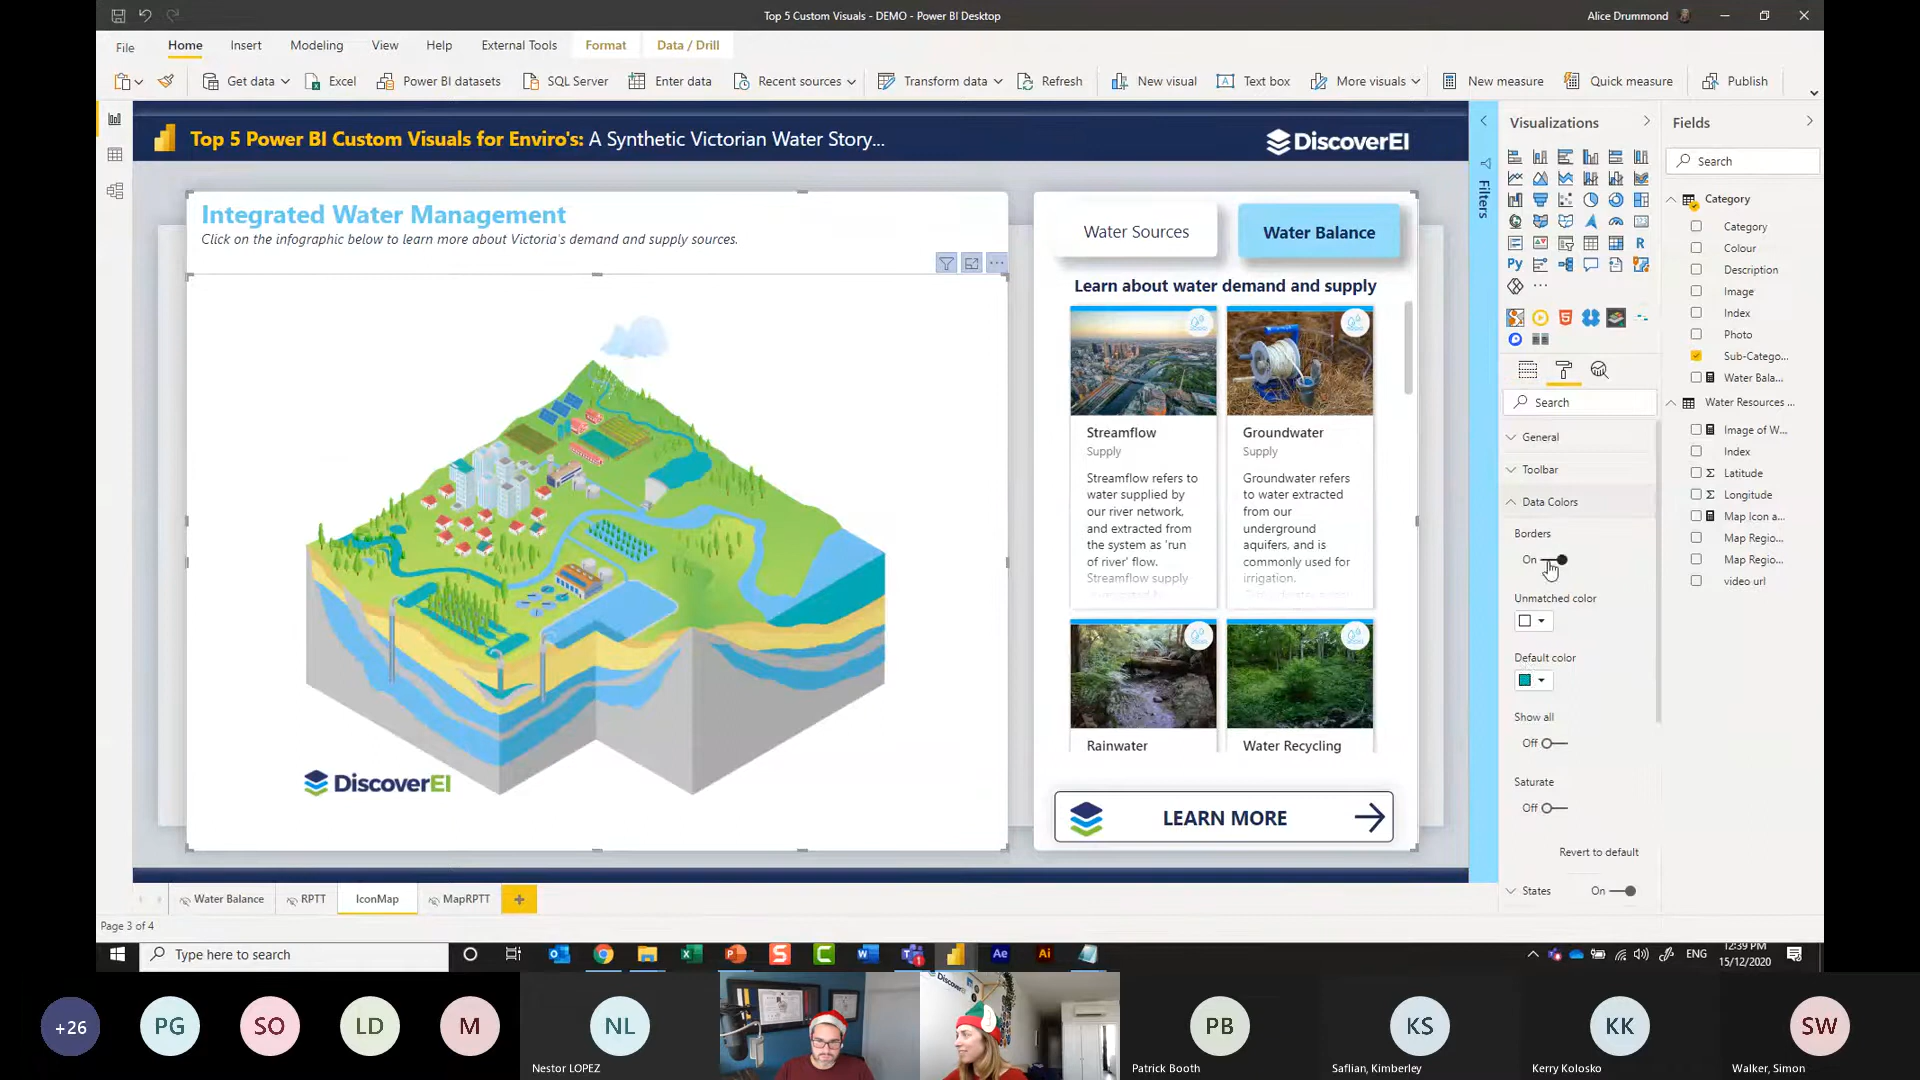 Top 5 Custom Visuals - DEMO - Power BI Desktop
Alice Drummond
File
Home
Insert
Modeling
View
Help
External Tools
Format
Data / Drill
Get data
Excel
Power BI datasets
SQL Server
Enter data
Recent sources
Transform data
Refresh
New visual
Text box
More visuals
New measure
Quick measure
Publish
Top 5 Power BI Custom Visuals for Enviro's: A Synthetic Victorian Water Story...
DiscoverEI
Integrated Water Management
Click on the infographic below to learn more about Victoria's demand and supply sources.
DiscoverEI
Water Sources
Water Balance
Learn about water demand and supply
Streamflow
Supply
Streamflow refers to
water supplied by
our river network,
and extracted from
the system as 'run
of river' flow.
Streamflow supply
Groundwater
Supply
Groundwater refers
to water extracted
from our
underground
aquifers, and is
commonly used for
irrigation.
Rainwater
Water Recycling
LEARN MORE
Filters
Visualizations
R
Py
Search
General
Toolbar
Data Colors
Borders
On
Unmatched color
Default color
Show all
Off
Saturate
Off
Revert to default
States
On
Fields
Search
Category
Category
Colour
Description
Image
Index
Photo
Sub-Catego...
Water Bala...
Water Resources ...
Image of W...
Index
Latitude
Longitude
Map Icon a...
Map Regio...
Map Regio...
video url
Water Balance
RPTT
IconMap
MapRPTT
Page 3 of 4
Type here to search
Ae
Ai
ENG
12:39 PM
15/12/2020
+26
PG
SO
LD
M
NL
Nestor LOPEZ
DiscoverEI
PB
Patrick Booth
KS
Saflian, Kimberley
KK
Kerry Kolosko
SW
Walker, Simon